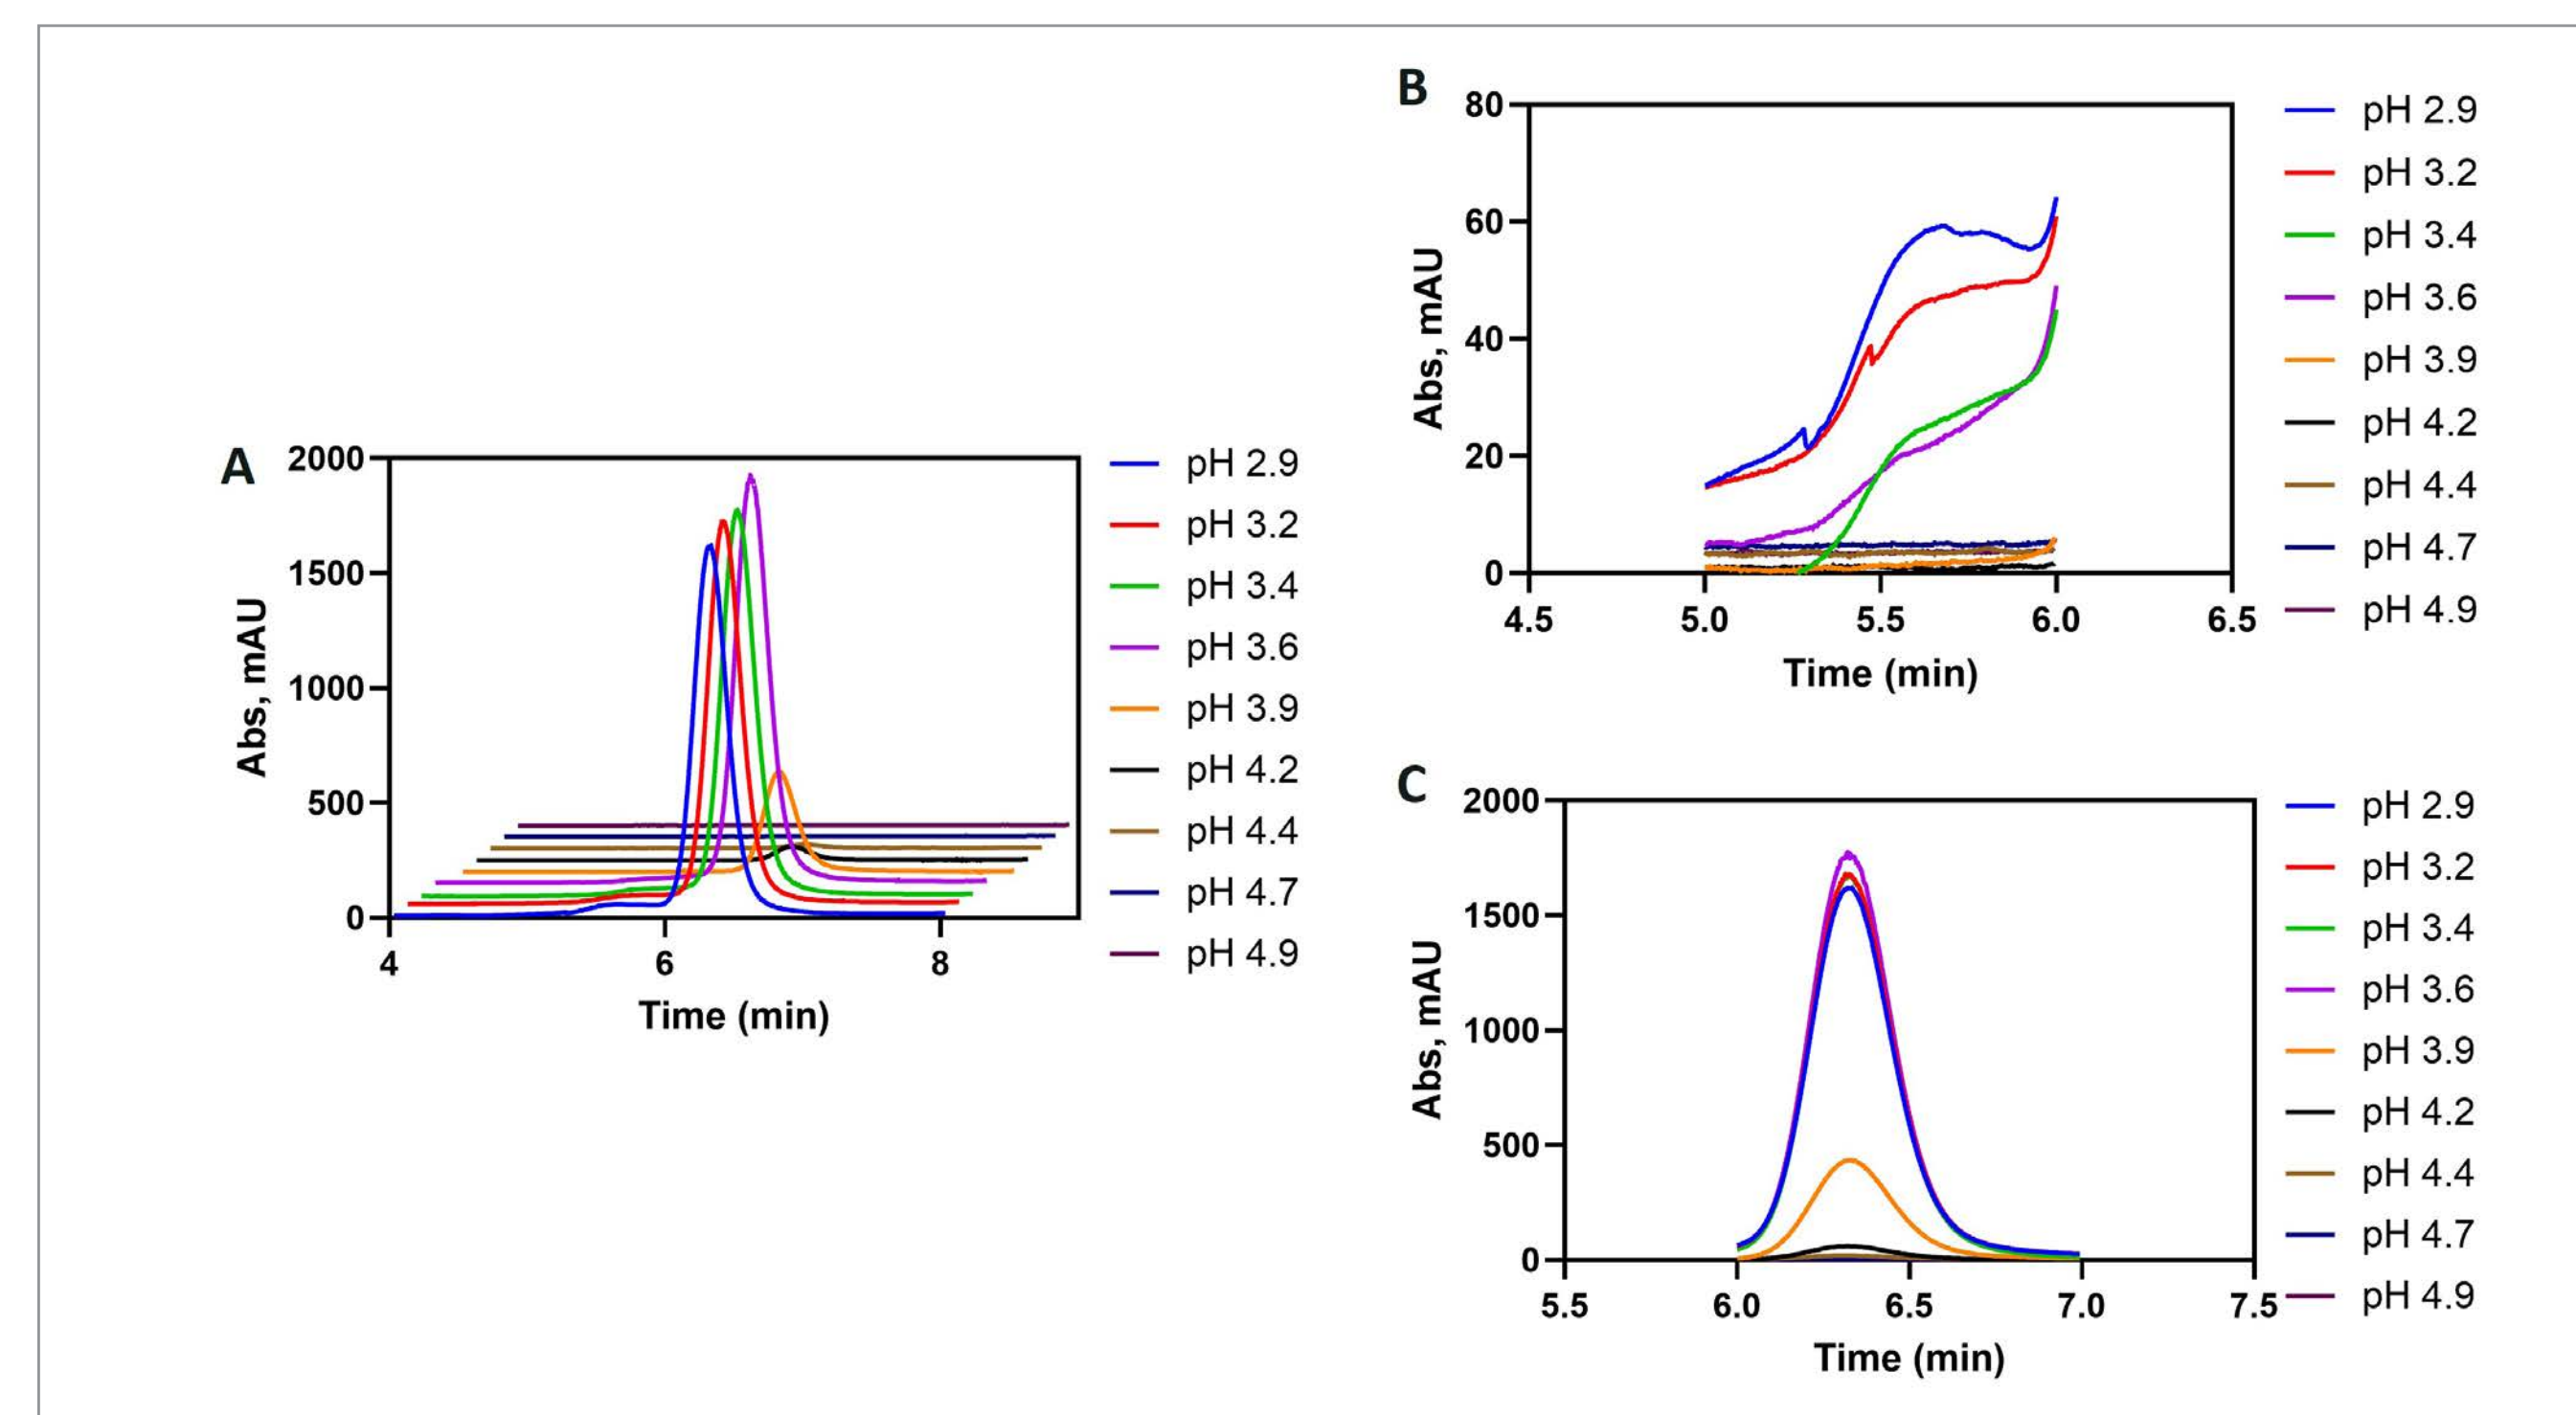 A
2000
1500
1000
500
0
4 6 8
Abs, mAU
Time (min)
pH 2.9
pH 3.2
pH 3.4
pH 3.6
pH 3.9
pH 4.2
pH 4.4
pH 4.7
pH 4.9
B
80
60
40
20
0
4.5 5.0 5.5 6.0 6.5
Abs, mAU
Time (min)
pH 2.9
pH 3.2
pH 3.4
pH 3.6
pH 3.9
pH 4.2
pH 4.4
pH 4.7
pH 4.9
C
2000
1500
1000
500
0
5.5 6.0 6.5 7.0 7.5
Abs, mAU
Time (min)
pH 2.9
pH 3.2
pH 3.4
pH 3.6
pH 3.9
pH 4.2
pH 4.4
pH 4.7
pH 4.9